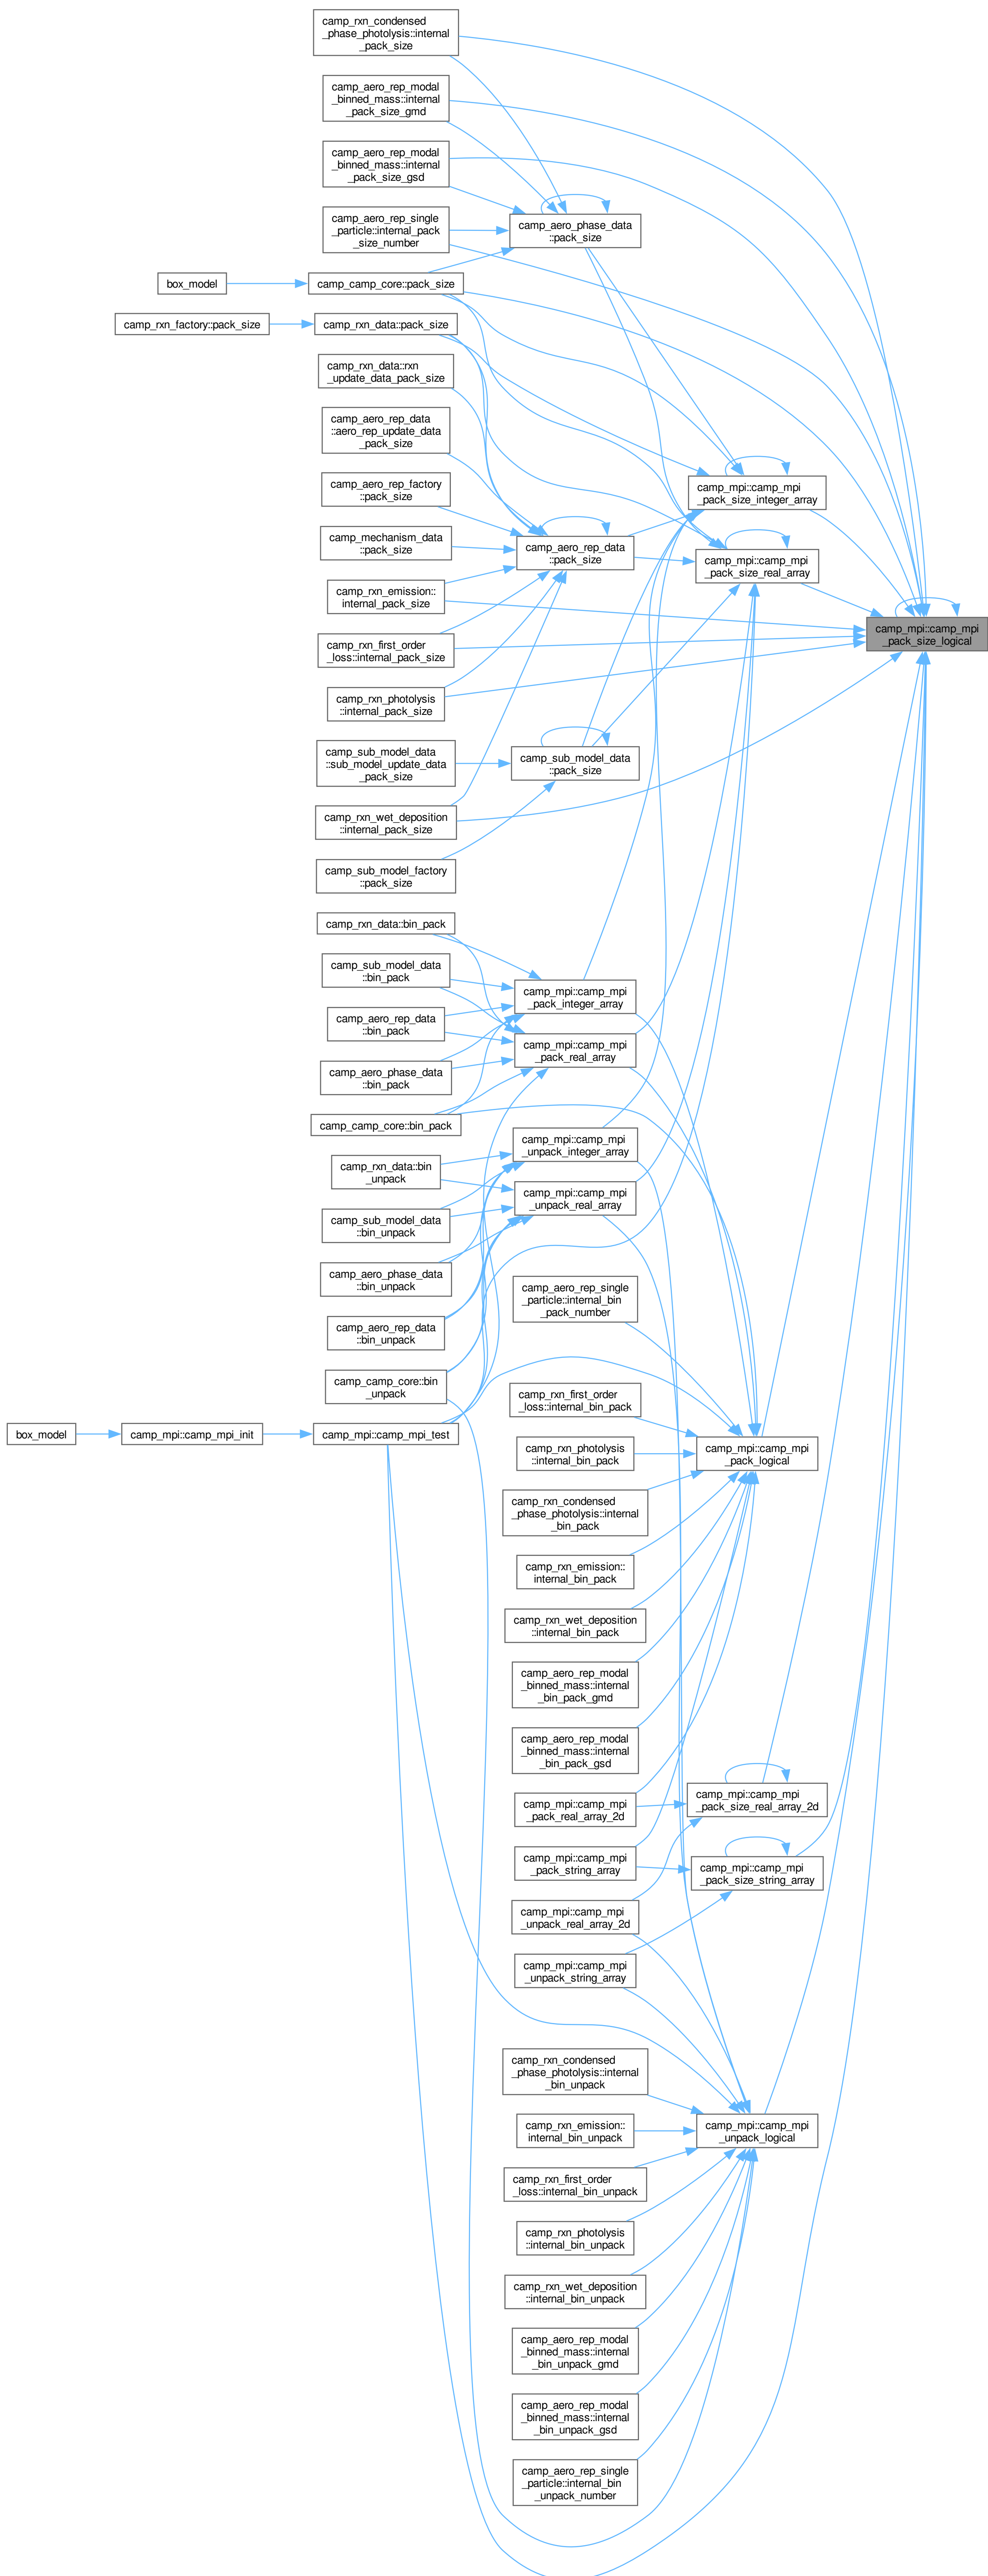 camp_rxn_condensed
_phase_photolysis::internal
_pack_size
camp_aero_rep_modal
_binned_mass::internal
_pack_size_gmd
camp_aero_rep_modal
_binned_mass::internal
_pack_size_gsd
camp_aero_rep_single
_particle::internal_pack
_size_number
camp_aero_phase_data
::pack_size
box_model
camp_camp_core::pack_size
camp_rxn_factory::pack_size
camp_rxn_data::pack_size
camp_rxn_data::rxn
_update_data_pack_size
camp_aero_rep_data
::aero_rep_update_data
_pack_size
camp_aero_rep_factory
::pack_size
camp_mpi::camp_mpi
_pack_size_integer_array
camp_mechanism_data
::pack_size
camp_aero_rep_data
::pack_size
camp_mpi::camp_mpi
_pack_size_real_array
camp_rxn_emission::
internal_pack_size
camp_rxn_first_order
_loss::internal_pack_size
camp_mpi::camp_mpi
_pack_size_logical
camp_rxn_photolysis
::internal_pack_size
camp_sub_model_data
::sub_model_update_data
_pack_size
camp_sub_model_data
::pack_size
camp_rxn_wet_deposition
::internal_pack_size
camp_sub_model_factory
::pack_size
camp_rxn_data::bin_pack
camp_sub_model_data
::bin_pack
camp_mpi::camp_mpi
_pack_integer_array
camp_aero_rep_data
::bin_pack
camp_mpi::camp_mpi
_pack_real_array
camp_aero_phase_data
::bin_pack
camp_camp_core::bin_pack
camp_mpi::camp_mpi
_unpack_integer_array
camp_rxn_data::bin
_unpack
camp_mpi::camp_mpi
_unpack_real_array
camp_sub_model_data
::bin_unpack
camp_aero_phase_data
::bin_unpack
camp_aero_rep_single
_particle::internal_bin
_pack_number
camp_aero_rep_data
::bin_unpack
camp_camp_core::bin
_unpack
camp_rxn_first_order
_loss::internal_bin_pack
box_model
camp_mpi::camp_mpi_init
camp_mpi::camp_mpi_test
camp_rxn_photolysis
::internal_bin_pack
camp_mpi::camp_mpi
_pack_logical
camp_rxn_condensed
_phase_photolysis::internal
_bin_pack
camp_rxn_emission::
internal_bin_pack
camp_rxn_wet_deposition
::internal_bin_pack
camp_aero_rep_modal
_binned_mass::internal
_bin_pack_gmd
camp_aero_rep_modal
_binned_mass::internal
_bin_pack_gsd
camp_mpi::camp_mpi
_pack_size_real_array_2d
camp_mpi::camp_mpi
_pack_real_array_2d
camp_mpi::camp_mpi
_pack_string_array
camp_mpi::camp_mpi
_pack_size_string_array
camp_mpi::camp_mpi
_unpack_real_array_2d
camp_mpi::camp_mpi
_unpack_string_array
camp_rxn_condensed
_phase_photolysis::internal
_bin_unpack
camp_rxn_emission::
internal_bin_unpack
camp_mpi::camp_mpi
_unpack_logical
camp_rxn_first_order
_loss::internal_bin_unpack
camp_rxn_photolysis
::internal_bin_unpack
camp_rxn_wet_deposition
::internal_bin_unpack
camp_aero_rep_modal
_binned_mass::internal
_bin_unpack_gmd
camp_aero_rep_modal
_binned_mass::internal
_bin_unpack_gsd
camp_aero_rep_single
_particle::internal_bin
_unpack_number